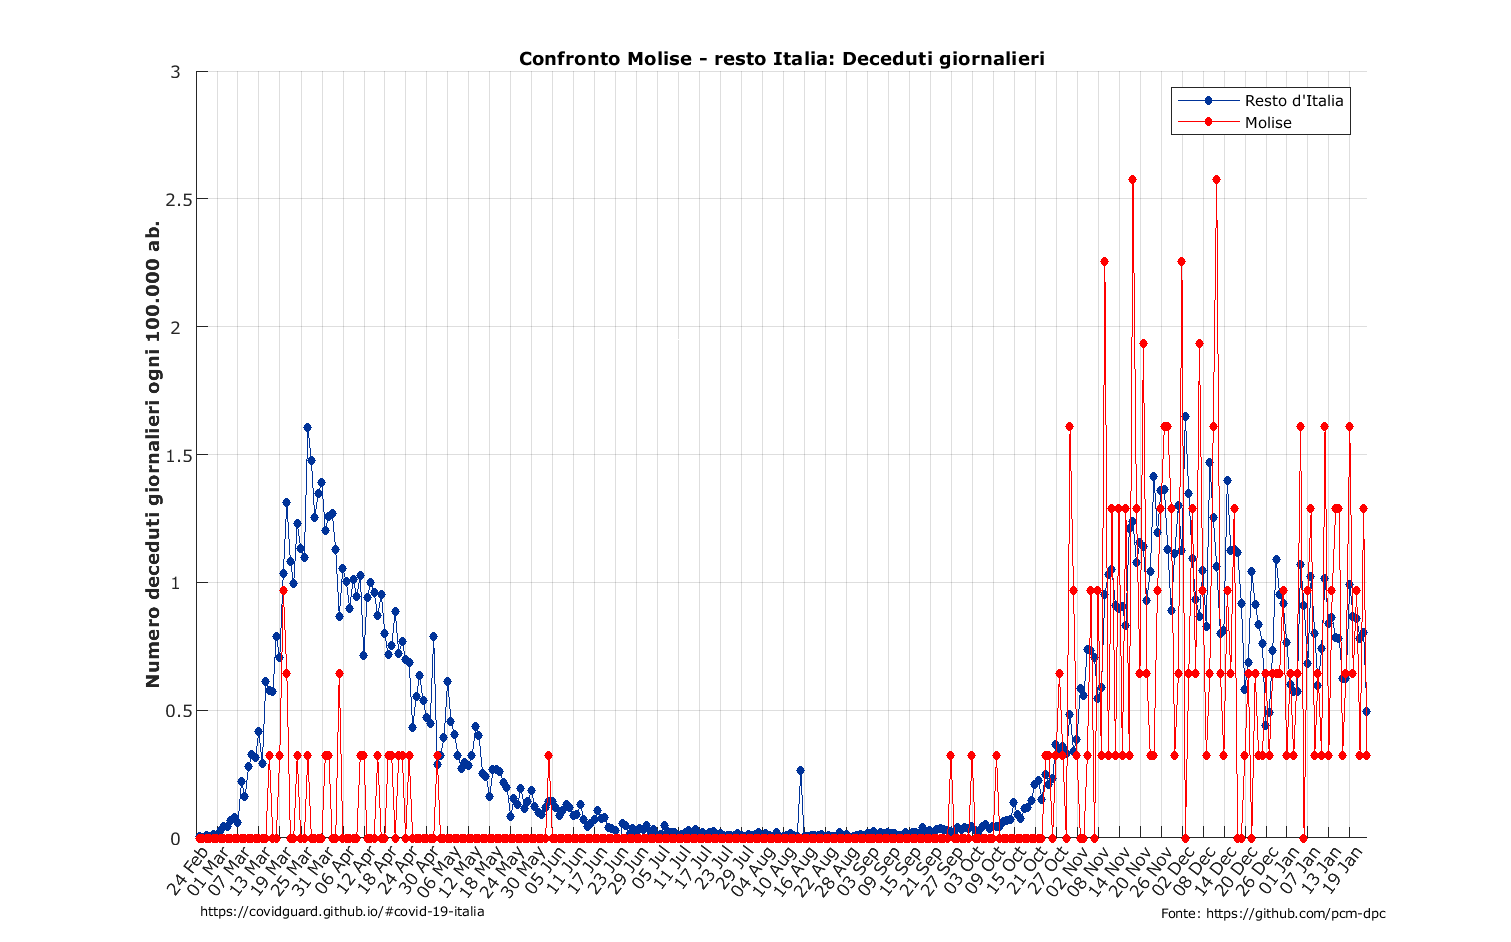 Confronto Molise - resto Italia: Deceduti giornalieri
Numero deceduti giornalieri ogni 100.000 ab.
3
2.5
2
1.5
1
0.5
0
Resto d'Italia
Molise
24 Feb
01 Mar
07 Mar
13 Mar
19 Mar
25 Mar
31 Mar
06 Apr
12 Apr
18 Apr
24 Apr
30 Apr
06 May
12 May
18 May
24 May
30 May
05 Jun
11 Jun
17 Jun
23 Jun
29 Jun
05 Jul
11 Jul
17 Jul
23 Jul
29 Jul
04 Aug
10 Aug
16 Aug
22 Aug
28 Aug
03 Sep
09 Sep
15 Sep
21 Sep
27 Sep
03 Oct
09 Oct
15 Oct
21 Oct
27 Oct
02 Nov
08 Nov
14 Nov
20 Nov
26 Nov
02 Dec
08 Dec
14 Dec
20 Dec
26 Dec
01 Jan
07 Jan
13 Jan
19 Jan
https://covidguard.github.io/#covid-19-italia
Fonte: https://github.com/pcm-dpc